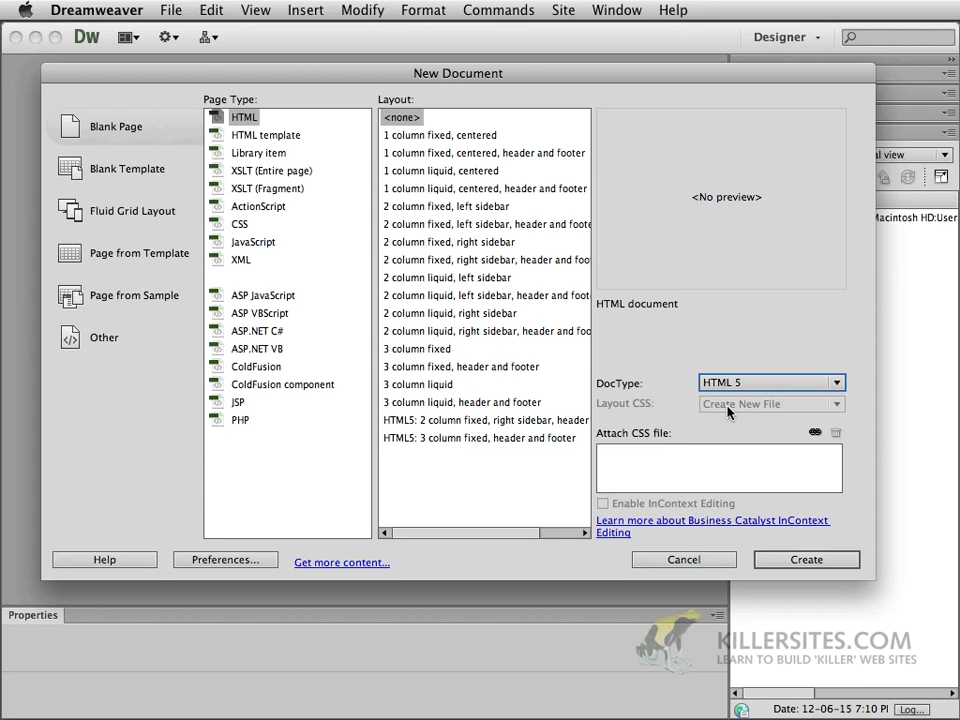 Dreamweaver File Edit View Insert Modify Format Commands Site Window Help
Dw
Designer
New Document
Page Type:
Layout:
Blank Page
Blank Template
Fluid Grid Layout
Page from Template
Page from Sample
Other
HTML
HTML template
Library item
XSLT (Entire page)
XSLT (Fragment)
ActionScript
CSS
JavaScript
XML
ASP JavaScript
ASP VBScript
ASP.NET C#
ASP.NET VB
ColdFusion
ColdFusion component
JSP
PHP
<none>
1 column fixed, centered
1 column fixed, centered, header and footer
1 column liquid, centered
1 column liquid, centered, header and footer
2 column fixed, left sidebar
2 column fixed, left sidebar, header and foote
2 column fixed, right sidebar
2 column fixed, right sidebar, header and foo
2 column liquid, left sidebar
2 column liquid, left sidebar, header and foot
2 column liquid, right sidebar
2 column liquid, right sidebar, header and foo
3 column fixed
3 column fixed, header and footer
3 column liquid
3 column liquid, header and footer
HTML5: 2 column fixed, right sidebar, header
HTML5: 3 column fixed, header and footer
<No preview>
HTML document
DocType: HTML 5
Layout CSS: Create New File
Attach CSS file:
Enable InContext Editing
Learn more about Business Catalyst InContext
Editing
Help
Preferences...
Get more content...
Cancel
Create
al view
Macintosh HD:User
Properties
KILLERSITES.COM
LEARN TO BUILD 'KILLER' WEB SITES
Date: 12-06-15 7:10 PI
Log...